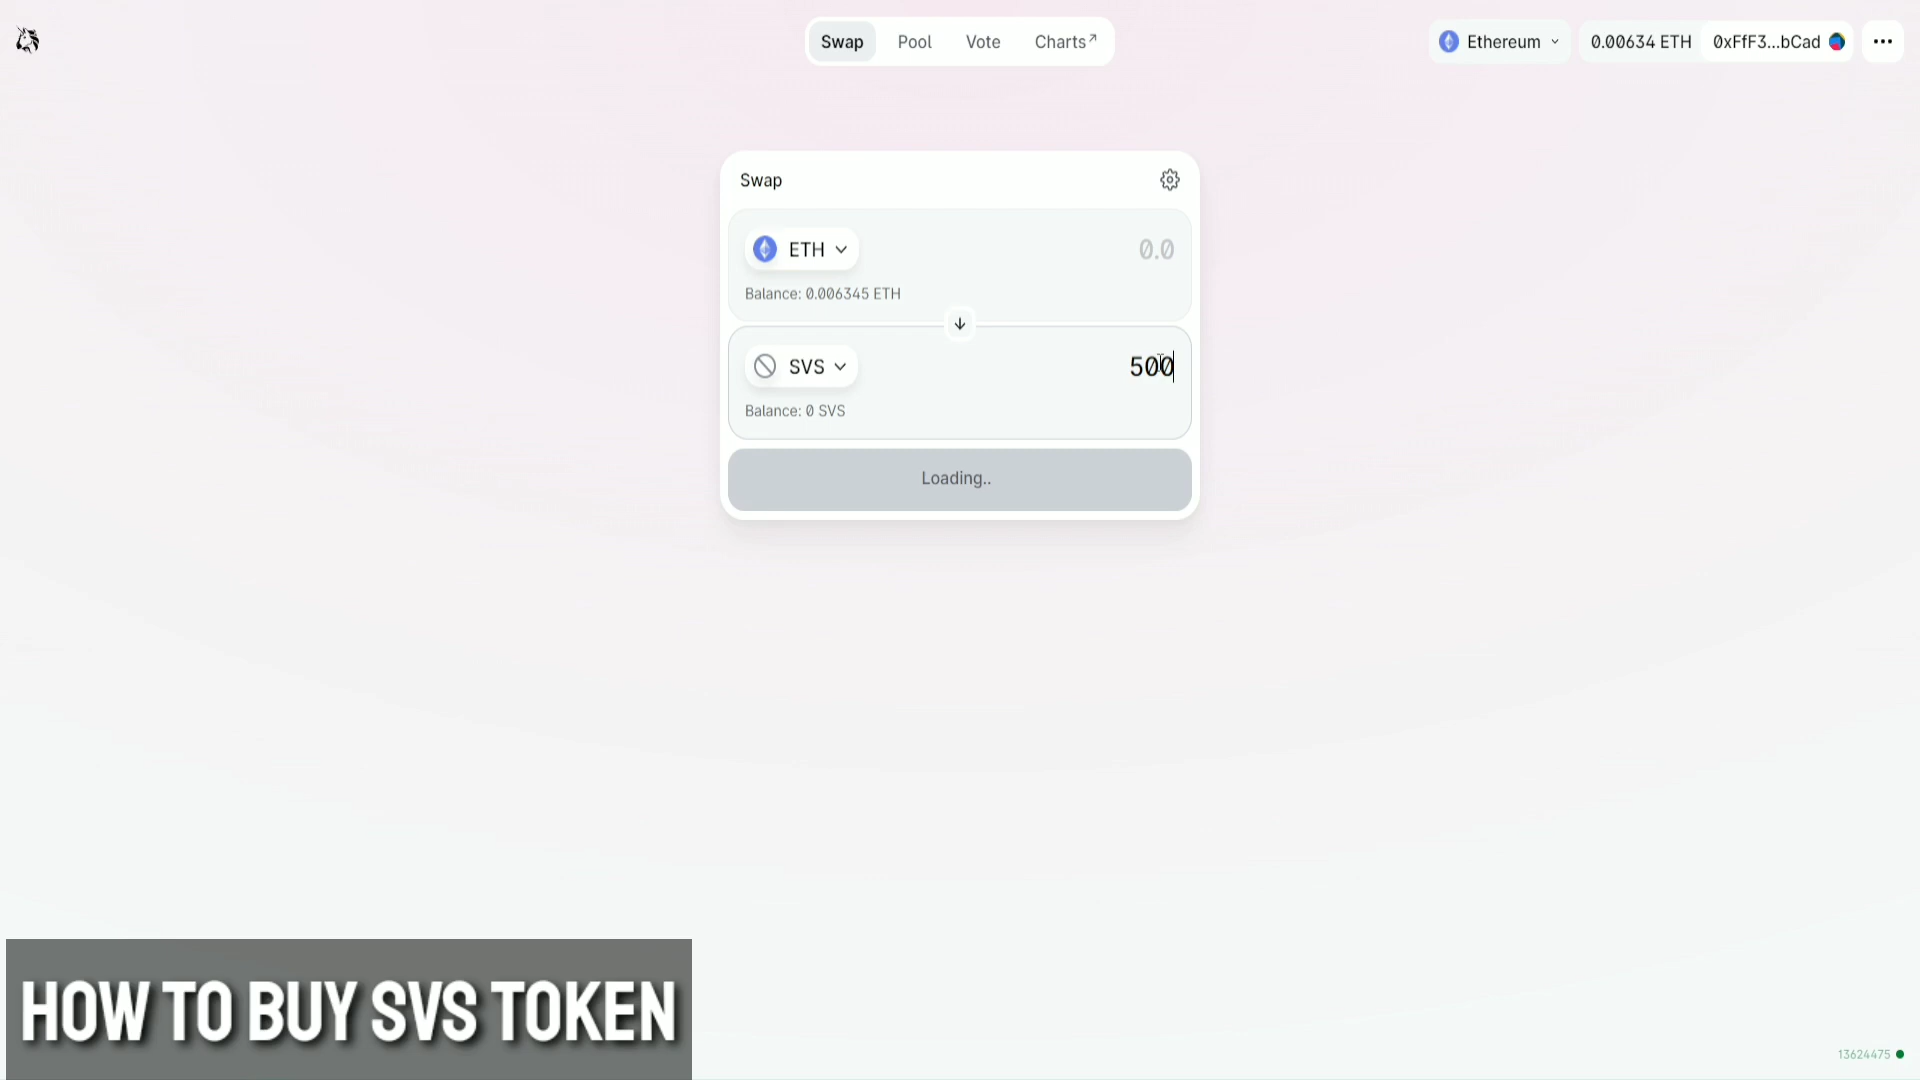 Swap
Pool
Vote
Charts↗
Ethereum
0.00634 ETH
0xFfF3...bCad
Swap
ETH
0.0
Balance: 0.006345 ETH
SVS
500
Balance: 0 SVS
Loading..
HOW TO BUY SVS TOKEN
13624475